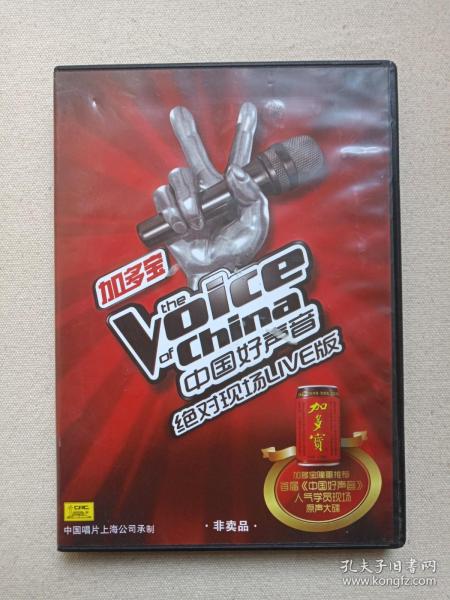 加多宝
the
Voice
of China
中国好声音
绝对现场LIVE版
加多寶
加多宝隆重推荐
首届《中国好声音》
人气学员现场
原声大碟
CRC
中国唱片上海公司承制
·非卖品·
孔夫子旧书网
www.kongfz.com